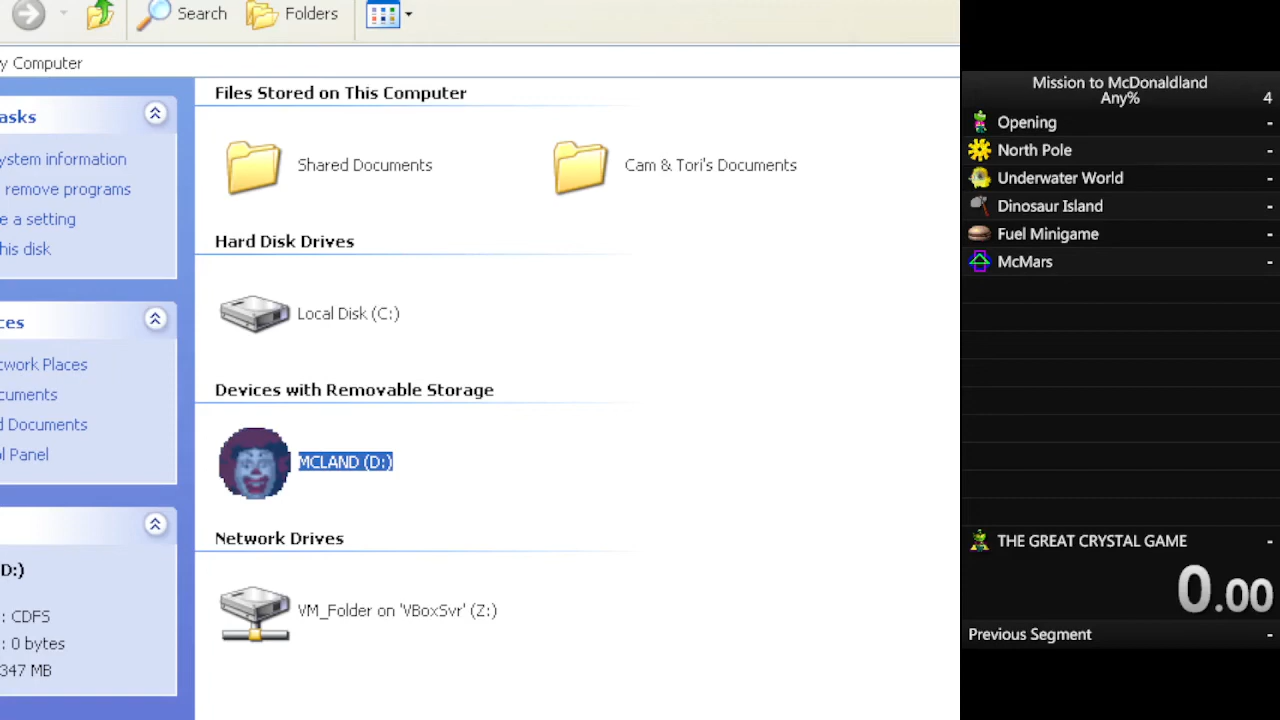 Search Folders
y Computer
asks
ystem information
remove programs
e a setting
his disk
ces
twork Places
cuments
d Documents
ol Panel
D:)
: CDFS
: 0 bytes
347 MB
Files Stored on This Computer
Shared Documents
Cam & Tori's Documents
Hard Disk Drives
Local Disk (C:)
Devices with Removable Storage
MCLAND (D:)
Network Drives
VM_Folder on 'VBoxSvr' (Z:)
Mission to McDonaldland
Any% 4
Opening -
North Pole -
Underwater World -
Dinosaur Island -
Fuel Minigame -
McMars -
THE GREAT CRYSTAL GAME -
0.00
Previous Segment -